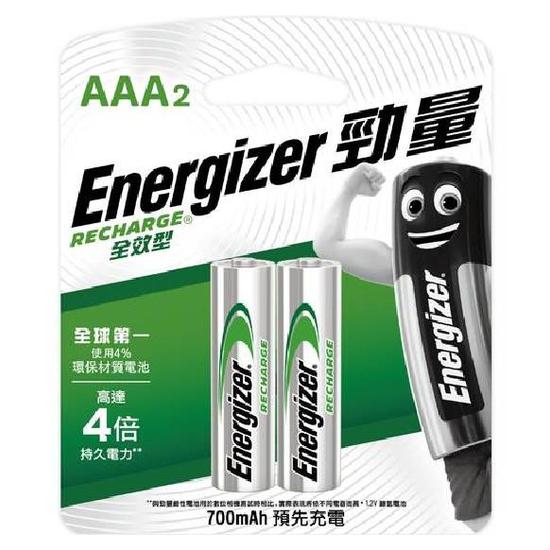 AAA2
Energizer 勁量
RECHARGE®
全效型
全球第一
使用4%
環保材質電池
高達
4倍
持久電力**
Energizer
RECHARGE
Energizer
RECHARGE
Energizer
700mAh 預先充電